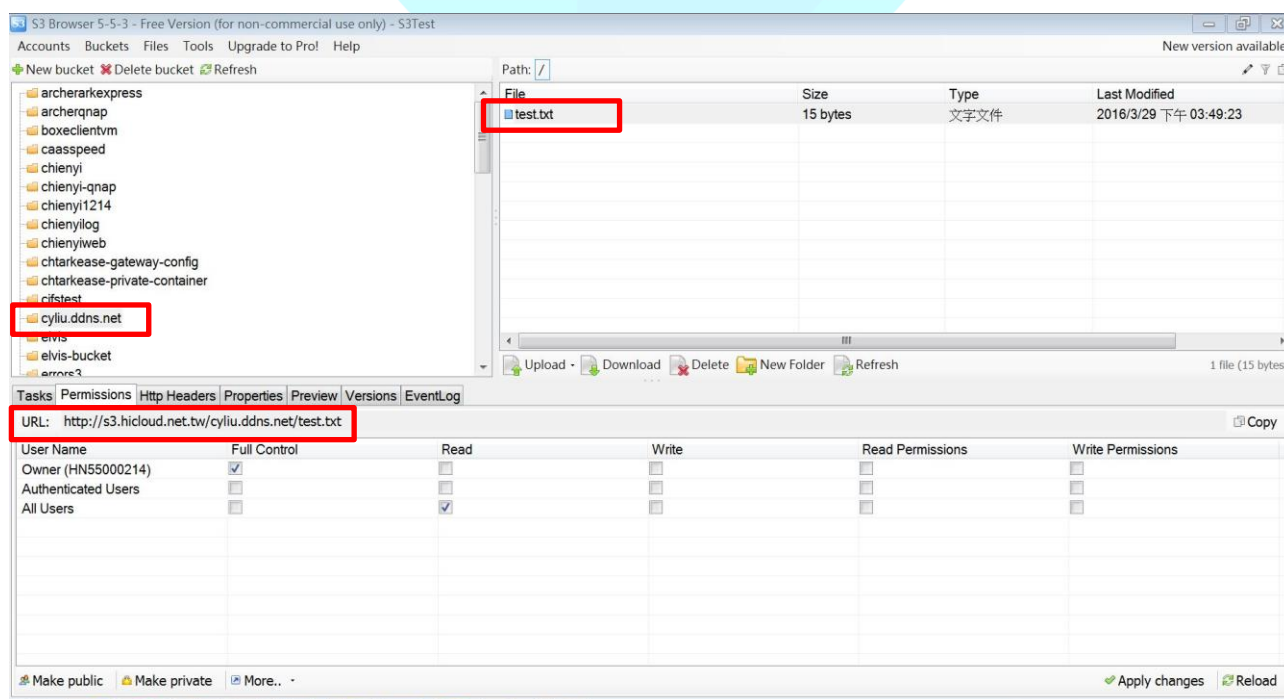 S3 Browser 5-5-3 - Free Version (for non-commercial use only) - S3Test
Accounts Buckets Files Tools Upgrade to Pro! Help New version available
New bucket Delete bucket Refresh
Path: /
archerarkexpress
archerqnap
boxeclientvm
caasspeed
chienyi
chienyi-qnap
chienyi1214
chienyilog
chienyiweb
chtarkease-gateway-config
chtarkease-private-container
cifstest
cyliu.ddns.net
elvis
elvis-bucket
errors3
File Size Type Last Modified
test.txt 15 bytes 文字文件 2016/3/29 下午 03:49:23
Upload Download Delete New Folder Refresh 1 file (15 bytes
Tasks Permissions Http Headers Properties Preview Versions EventLog
URL: http://s3.hicloud.net.tw/cyliu.ddns.net/test.txt Copy
User Name Full Control Read Write Read Permissions Write Permissions
Owner (HN55000214)
Authenticated Users
All Users
Make public Make private More.. Apply changes Reload